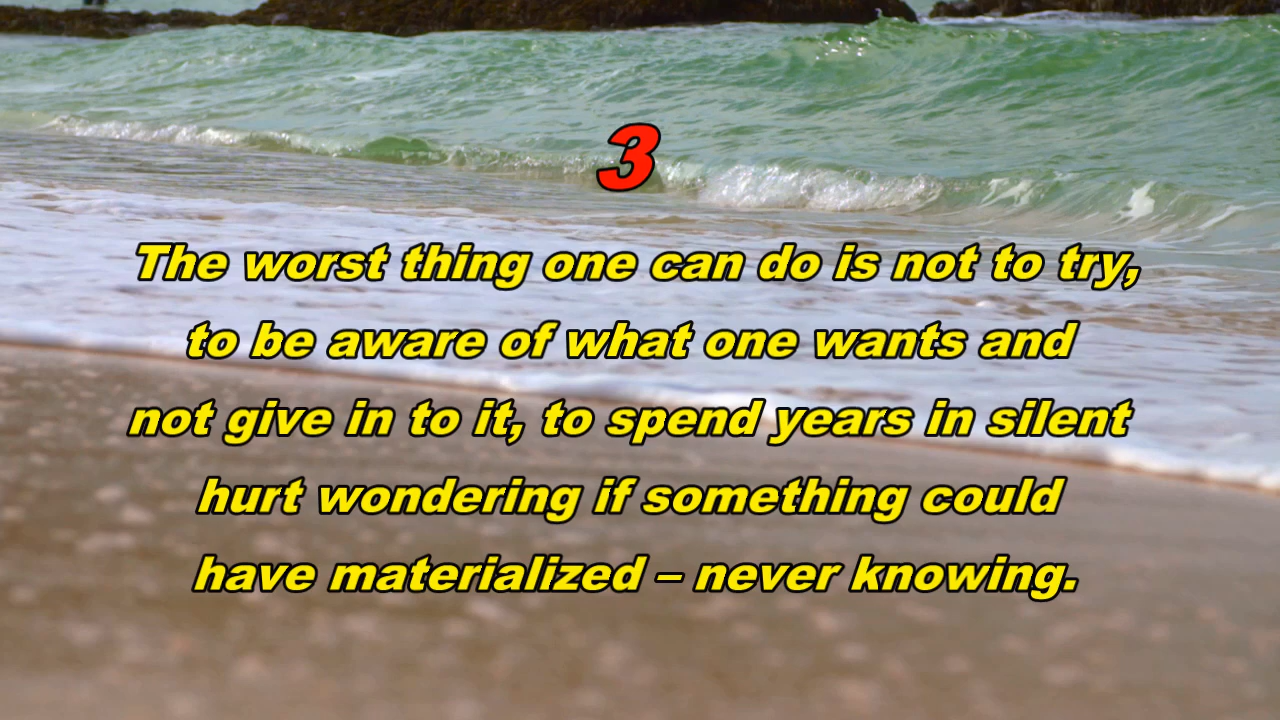 3
The worst thing one can do is not to try,
to be aware of what one wants and
not give in to it, to spend years in silent
hurt wondering if something could
have materialized – never knowing.